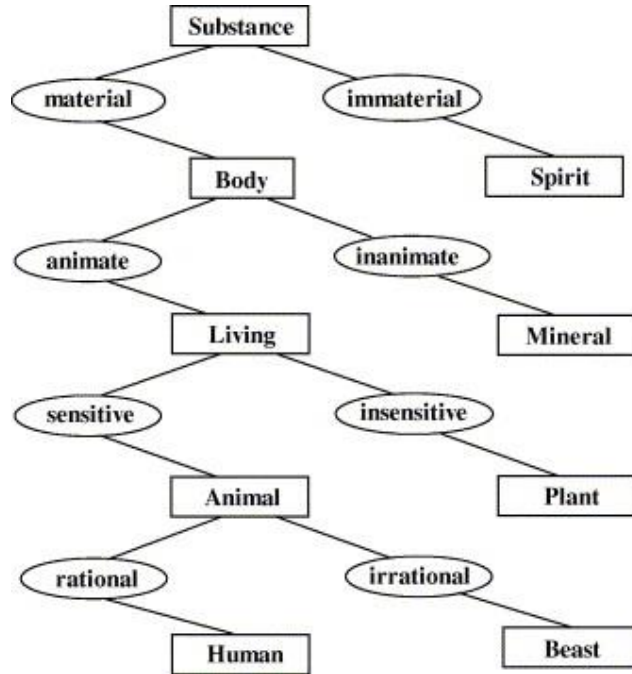 Substance
material
immaterial
Body
Spirit
animate
inanimate
Living
Mineral
sensitive
insensitive
Animal
Plant
rational
irrational
Human
Beast